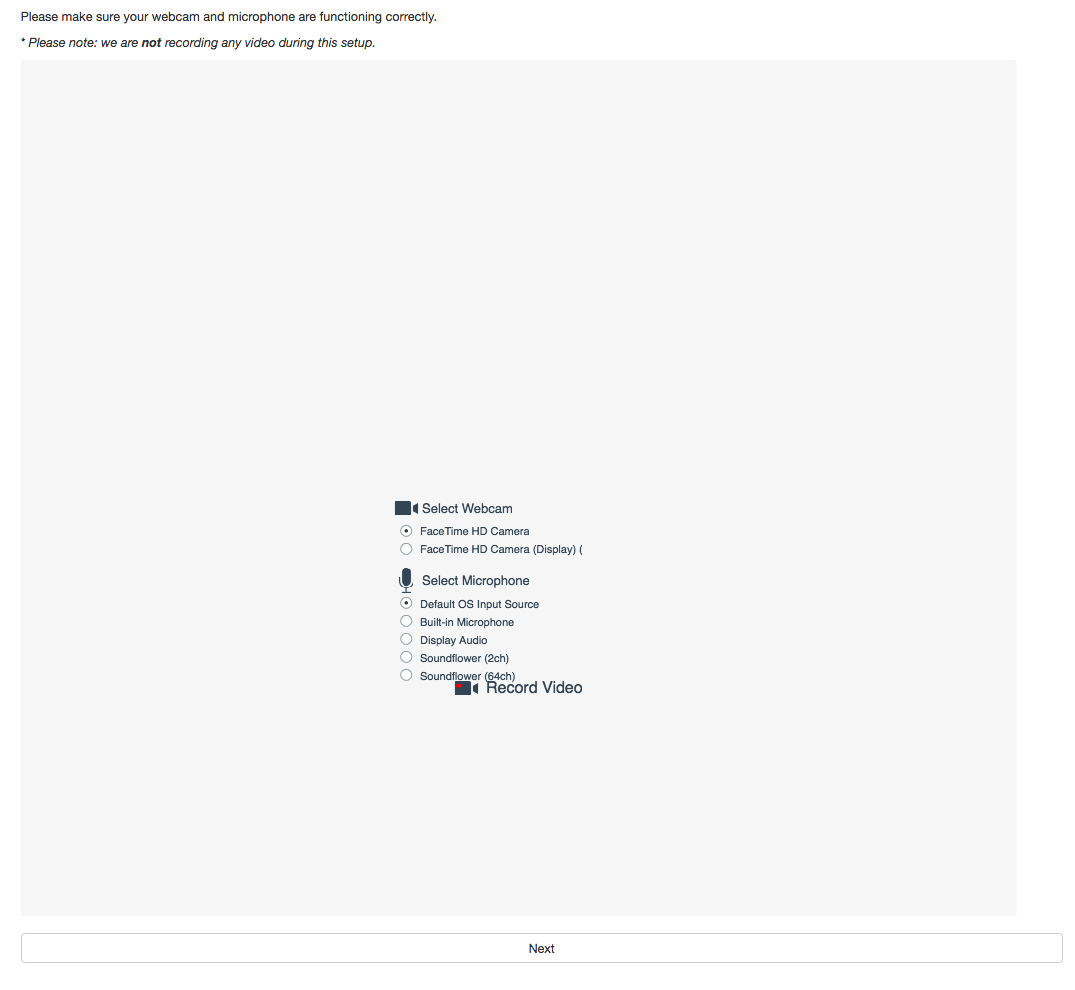 Please make sure your webcam and microphone are functioning correctly.
* Please note: we are not recording any video during this setup.
Select Webcam
FaceTime HD Camera
FaceTime HD Camera (Display) (
Select Microphone
Default OS Input Source
Built-in Microphone
Display Audio
Soundflower (2ch)
Soundflower (64ch)
Record Video
Next